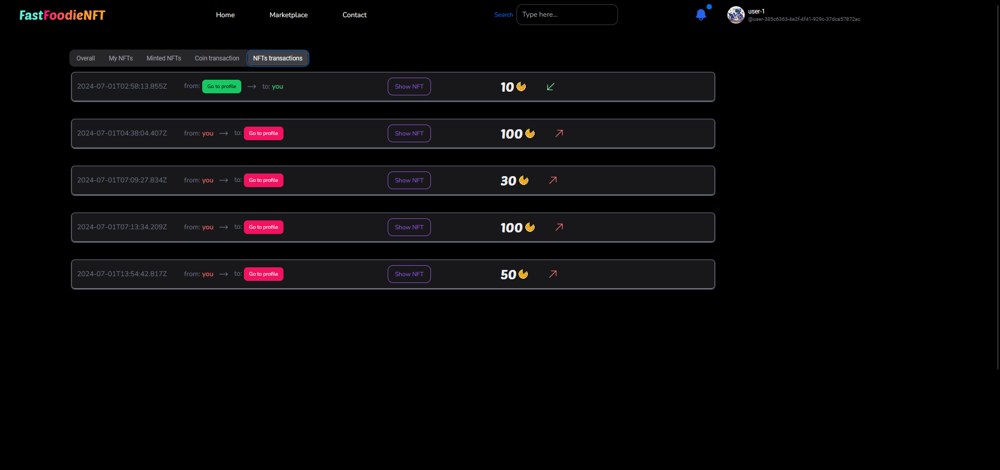 FastFoodieNFT Home Marketplace Contact Search Type here... user-1
@user-385c6363-4e2f-4f41-929c-37dca57872ac
Overall My NFTs Minted NFTs Coin transaction NFTs transactions
2024-07-01T02:58:13.855Z from: Go to profile → to: you Show NFT 10
2024-07-01T04:38:04.407Z from: you → to: Go to profile Show NFT 100
2024-07-01T07:09:27.834Z from: you → to: Go to profile Show NFT 30
2024-07-01T07:13:34.209Z from: you → to: Go to profile Show NFT 100
2024-07-01T13:54:42.817Z from: you → to: Go to profile Show NFT 50